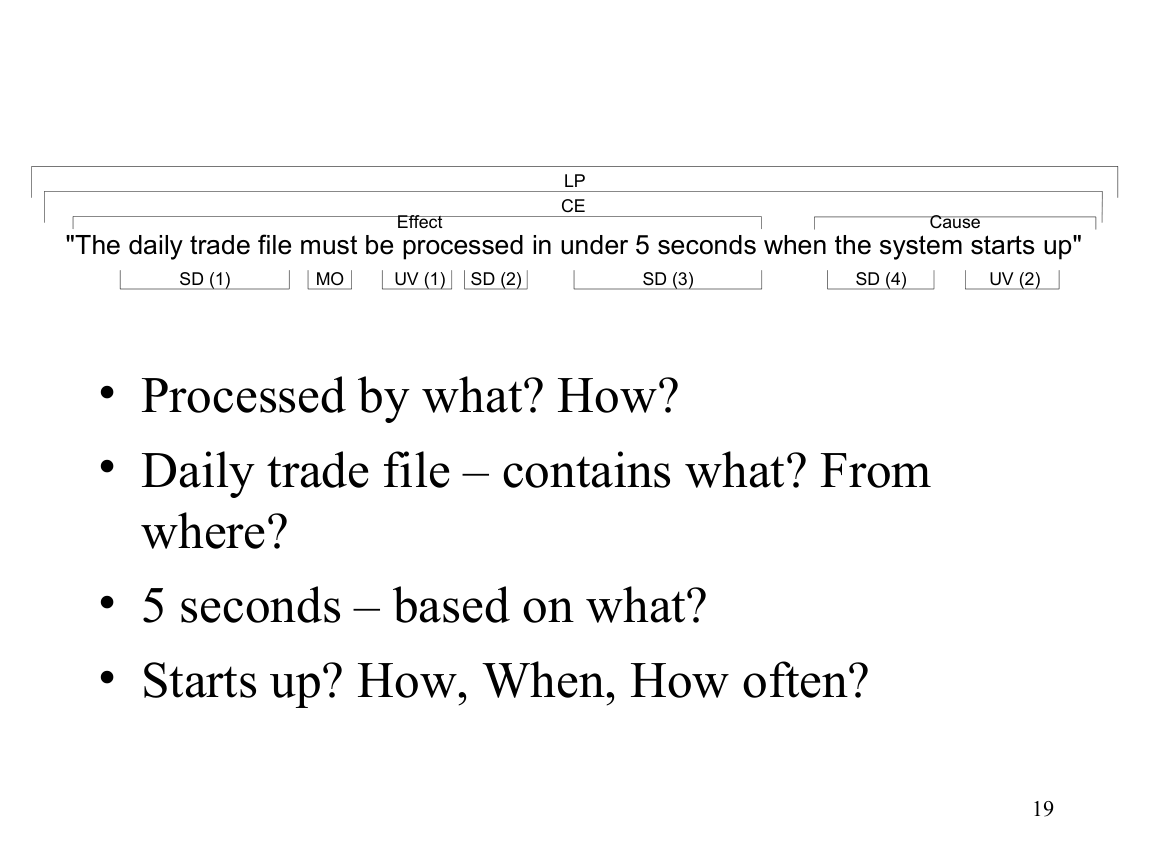 LP
CE
Effect Cause
"The daily trade file must be processed in under 5 seconds when the system starts up"
SD (1) MO UV (1) SD (2) SD (3) SD (4) UV (2)
• Processed by what? How?
• Daily trade file – contains what? From
where?
• 5 seconds – based on what?
• Starts up? How, When, How often?
19